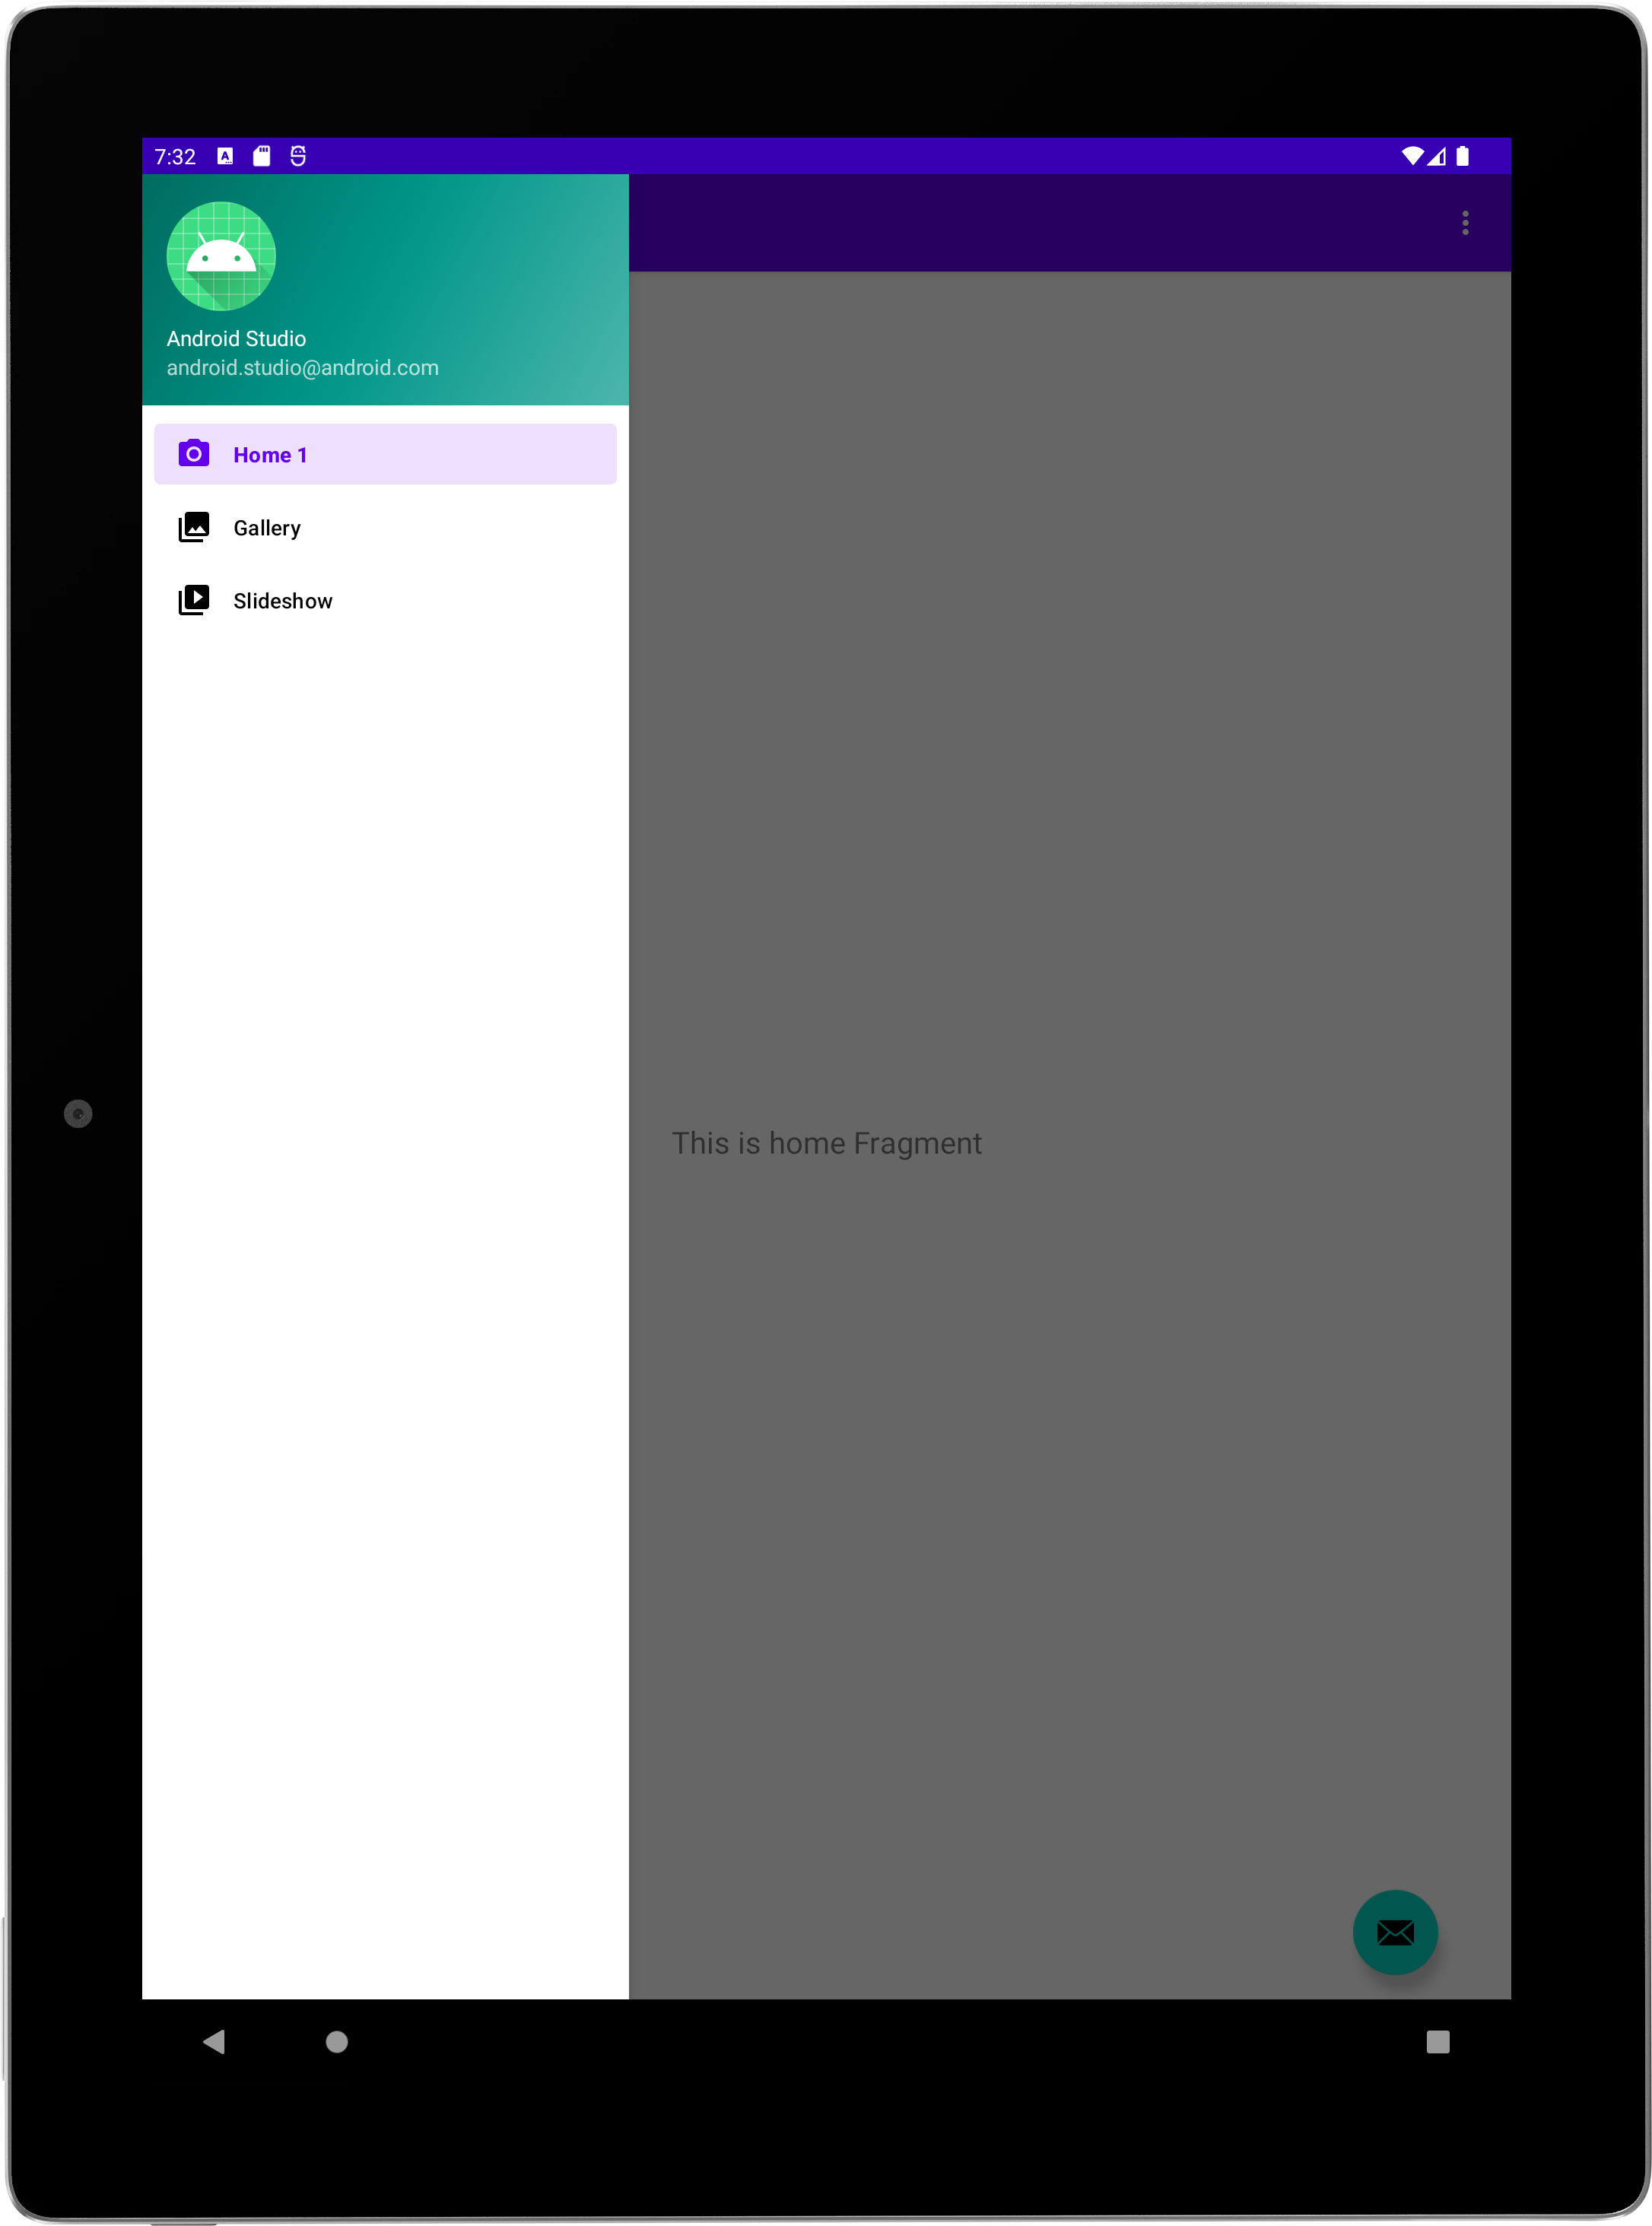 7:32
Android Studio
android.studio@android.com
Home 1
Gallery
Slideshow
This is home Fragment